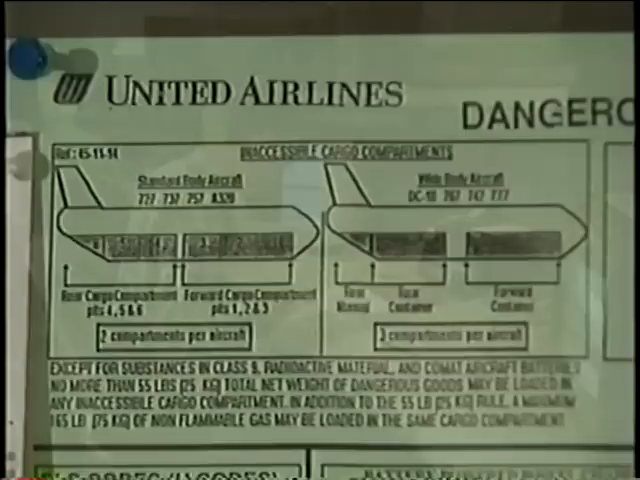 UNITED AIRLINES
DANGERO
Ref: 65-11-14
INACCESSIBLE CARGO COMPARTMENTS
Standard Body Aircraft
727 737 757 A320
Wide Body Aircraft
DC-10 767 747 777
Rear Cargo Compartment
pits 4, 5 & 6
Forward Cargo Compartment
pits 1, 2 & 3
2 compartments per aircraft
Rear
Rear
Container
Forward
Container
3 compartments per aircraft
EXCEPT FOR SUBSTANCES IN CLASS 9, RADIOACTIVE MATERIAL, AND COMAT AIRCRAFT BATTERIES
NO MORE THAN 55 LBS (25 KG) TOTAL NET WEIGHT OF DANGEROUS GOODS MAY BE LOADED IN
ANY INACCESSIBLE CARGO COMPARTMENT. IN ADDITION TO THE 55 LB (25 KG) RULE, A MAXIMUM
165 LB (75 KG) OF NON FLAMMABLE GAS MAY BE LOADED IN THE SAME CARGO COMPARTMENT